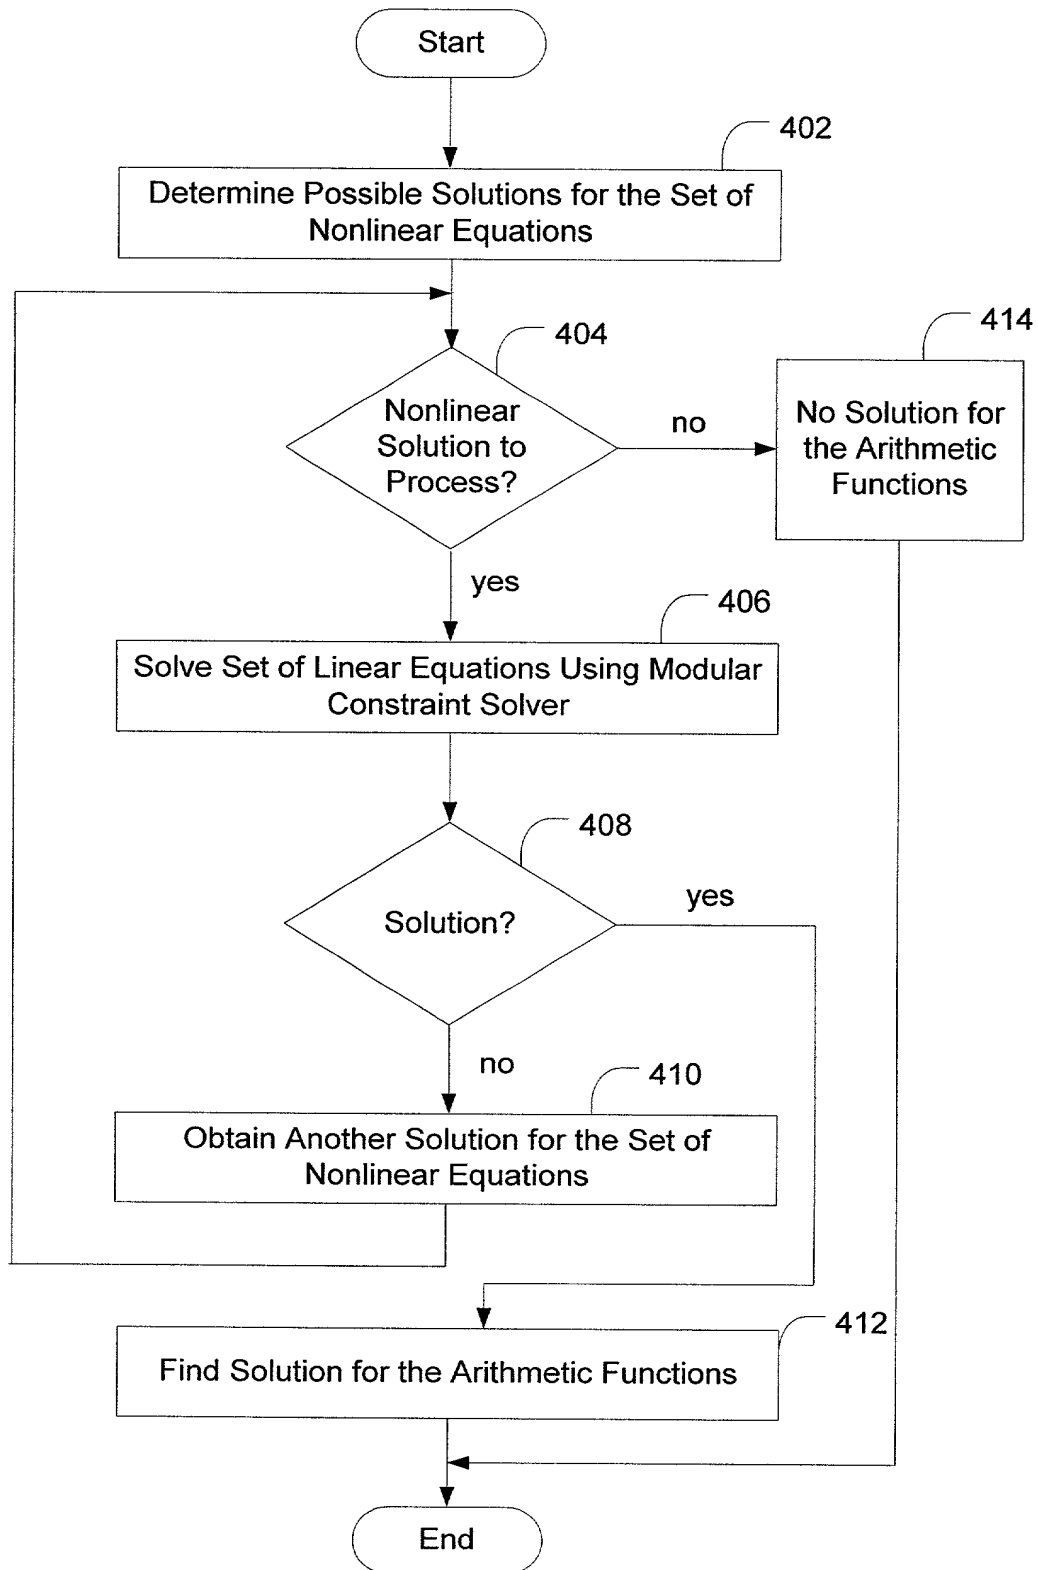 Start
402
Determine Possible Solutions for the Set of
Nonlinear Equations
404
Nonlinear
Solution to
Process?
no
414
No Solution for
the Arithmetic
Functions
yes
406
Solve Set of Linear Equations Using Modular
Constraint Solver
408
Solution?
yes
no
410
Obtain Another Solution for the Set of
Nonlinear Equations
412
Find Solution for the Arithmetic Functions
End